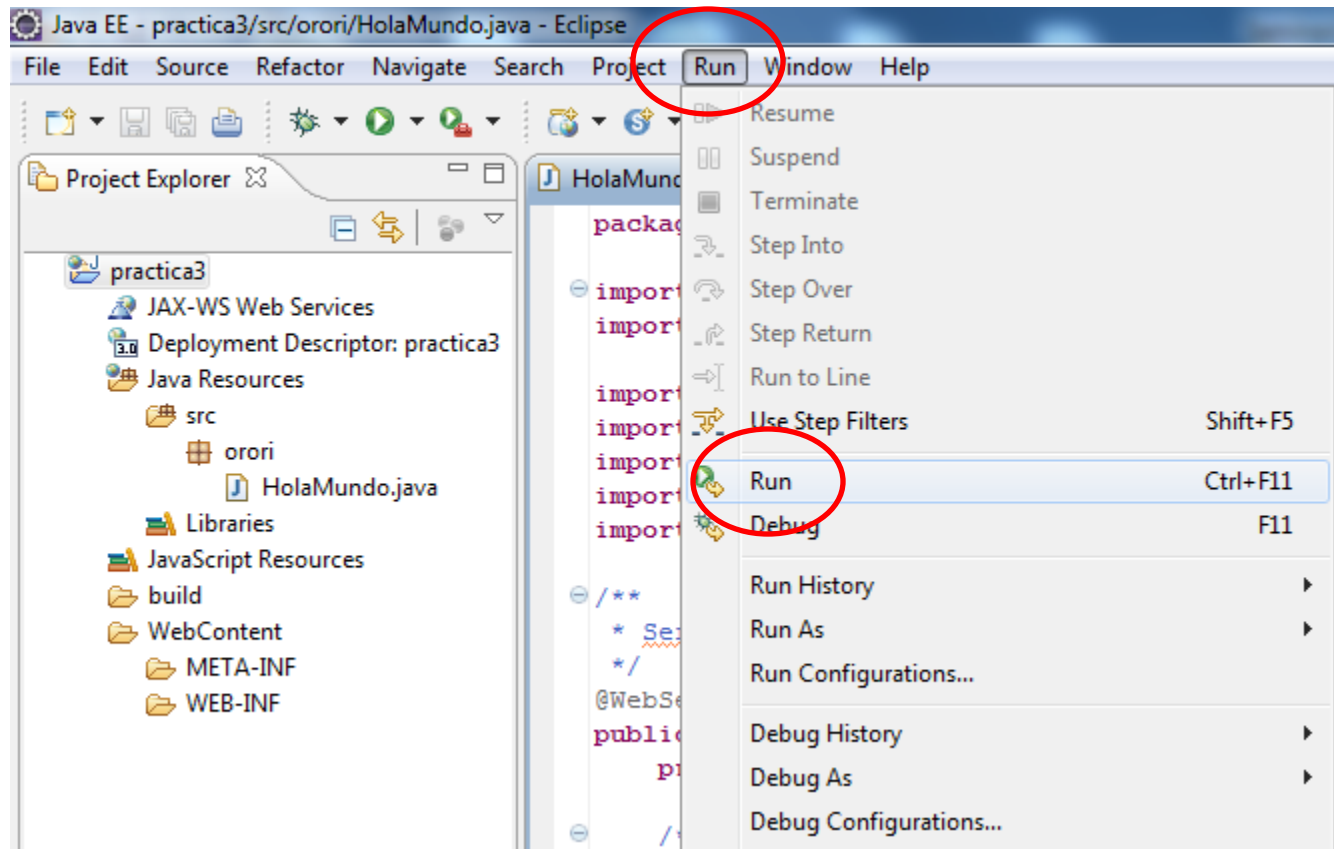 Java EE - practica3/src/orori/HolaMundo.java - Eclipse
File Edit Source Refactor Navigate Search Project Run Window Help
Project Explorer
practica3
JAX-WS Web Services
3.0 Deployment Descriptor: practica3
Java Resources
src
orori
J HolaMundo.java
Libraries
JavaScript Resources
build
WebContent
META-INF
WEB-INF
J HolaMund
packag
import
import
import
import
import
import
import
/**
* Ser
*/
@WebSe
public
pr
/*
Resume
Suspend
Terminate
Step Into
Step Over
Step Return
Run to Line
Use Step Filters Shift+F5
Run Ctrl+F11
Debug F11
Run History
Run As
Run Configurations...
Debug History
Debug As
Debug Configurations...